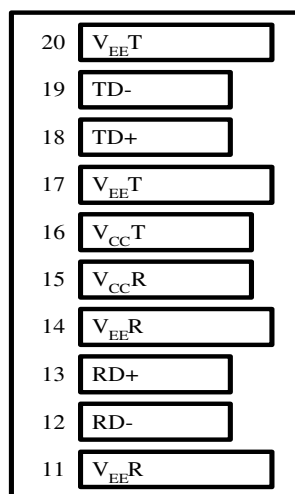 20 VEET
19 TD-
18 TD+
17 VEET
16 VCCT
15 VCCR
14 VEER
13 RD+
12 RD-
11 VEER